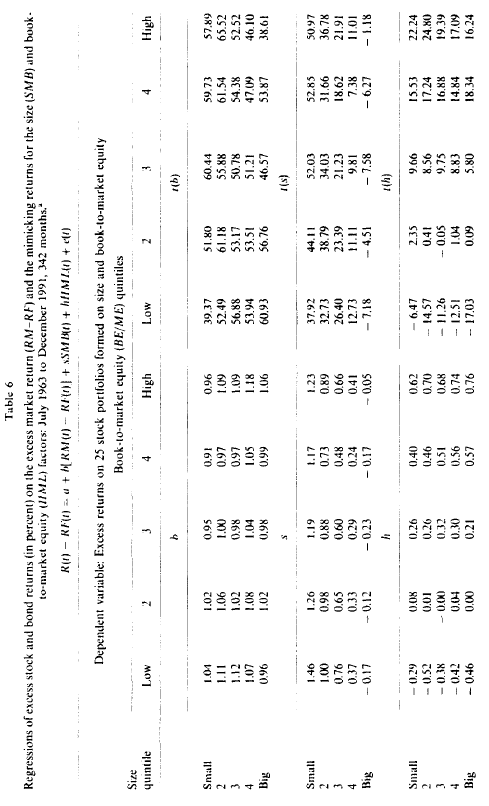 Table 6
Regressions of excess stock and bond returns (in percent) on the excess market return (RM–RF) and the mimicking returns for the size (SMB) and book-
to-market equity (HML) factors: July 1963 to December 1991, 342 months.ᵃ
R(t) – RF(t) = a + b[RM(t) – RF(t)] + sSMB(t) + hHML(t) + e(t)
Dependent variable: Excess returns on 25 stock portfolios formed on size and book-to-market equity
Book-to-market equity (BE/ME) quintiles
Size
quintile Low 2 3 4 High Low 2 3 4 High
b t(b)
Small 1.04 1.02 0.95 0.91 0.96 39.37 51.80 60.44 59.73 57.89
2 1.11 1.06 1.00 0.97 1.09 52.49 61.18 55.88 61.54 65.52
3 1.12 1.02 0.98 0.97 1.09 56.88 53.17 50.78 54.38 52.52
4 1.07 1.08 1.04 1.05 1.18 53.94 53.51 51.21 47.09 46.10
Big 0.96 1.02 0.98 0.99 1.06 60.93 56.76 46.57 53.87 38.61
s t(s)
Small 1.46 1.26 1.19 1.17 1.23 37.92 44.11 52.03 52.85 50.97
2 1.00 0.98 0.88 0.73 0.89 32.73 38.79 34.03 31.66 36.78
3 0.76 0.65 0.60 0.48 0.66 26.40 23.39 21.23 18.62 21.91
4 0.37 0.33 0.29 0.24 0.41 12.73 11.11 9.81 7.38 11.01
Big – 0.17 – 0.12 – 0.23 – 0.17 – 0.05 – 7.18 – 4.51 – 7.58 – 6.27 – 1.18
h t(h)
Small – 0.29 0.08 0.26 0.40 0.62 – 6.47 2.35 9.66 15.53 22.24
2 – 0.52 0.01 0.26 0.46 0.70 – 14.57 0.41 8.56 17.24 24.80
3 – 0.38 – 0.00 0.32 0.51 0.68 – 11.26 – 0.05 9.75 16.88 19.39
4 – 0.42 0.04 0.30 0.56 0.74 – 12.51 1.04 8.83 14.84 17.09
Big – 0.46 0.00 0.21 0.57 0.76 – 17.03 0.09 5.80 18.34 16.24